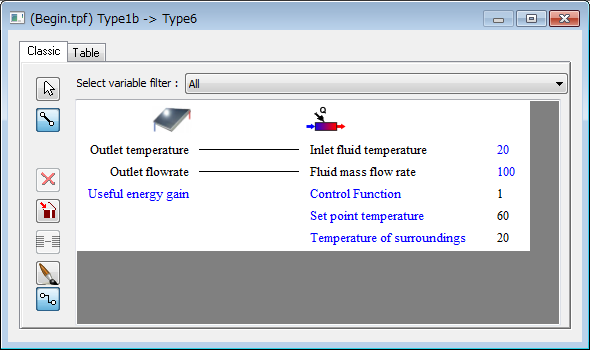 (Begin.tpf) Type1b -> Type6
Classic Table
Select variable filter : All
Q
Outlet temperature Inlet fluid temperature 20
Outlet flowrate Fluid mass flow rate 100
Useful energy gain Control Function 1
Set point temperature 60
Temperature of surroundings 20